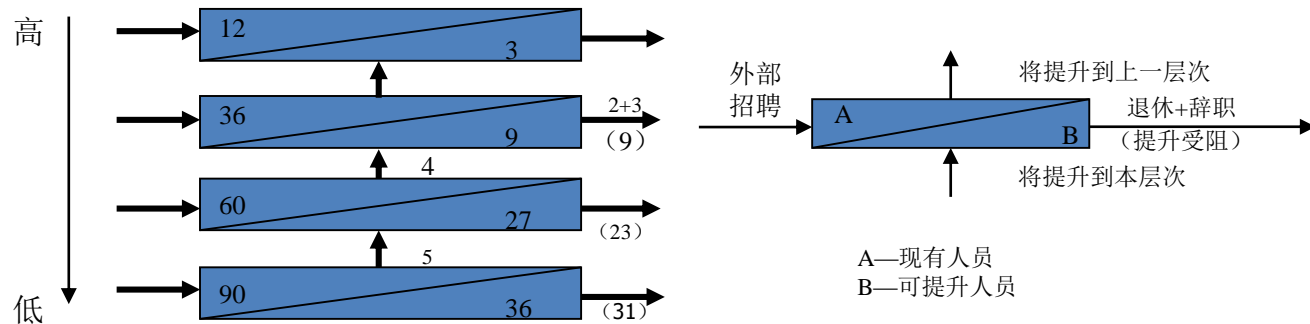 高
12
3
36
9
2+3
（9）
4
60
27
（23）
5
90
36
（31）
低
外部
招聘
将提升到上一层次
A
B
退休+辞职
（提升受阻）
将提升到本层次
A—现有人员
B—可提升人员